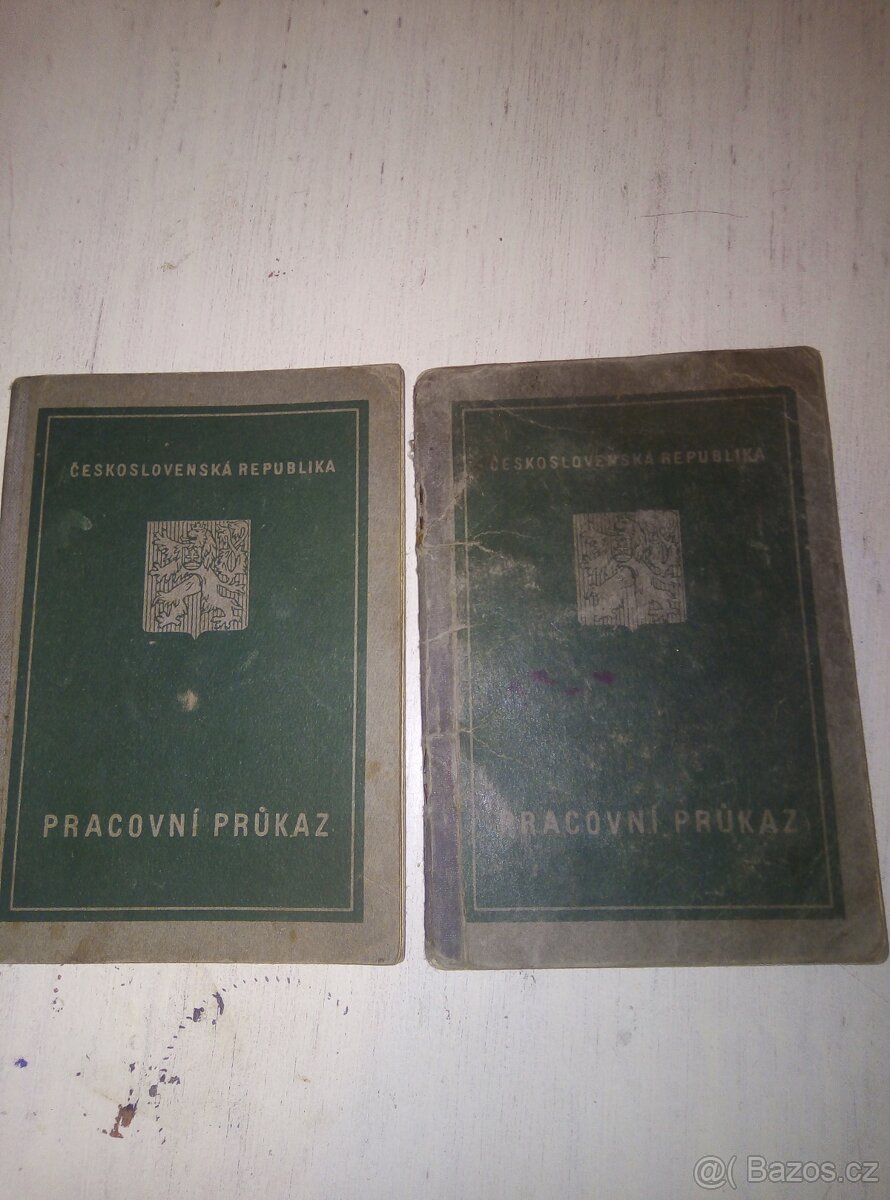 ČESKOSLOVENSKÁ REPUBLIKA
PRACOVNÍ PRŮKAZ
ČESKOSLOVENSKÁ REPUBLIKA
PRACOVNÍ PRŮKAZ
@( Bazos.cz